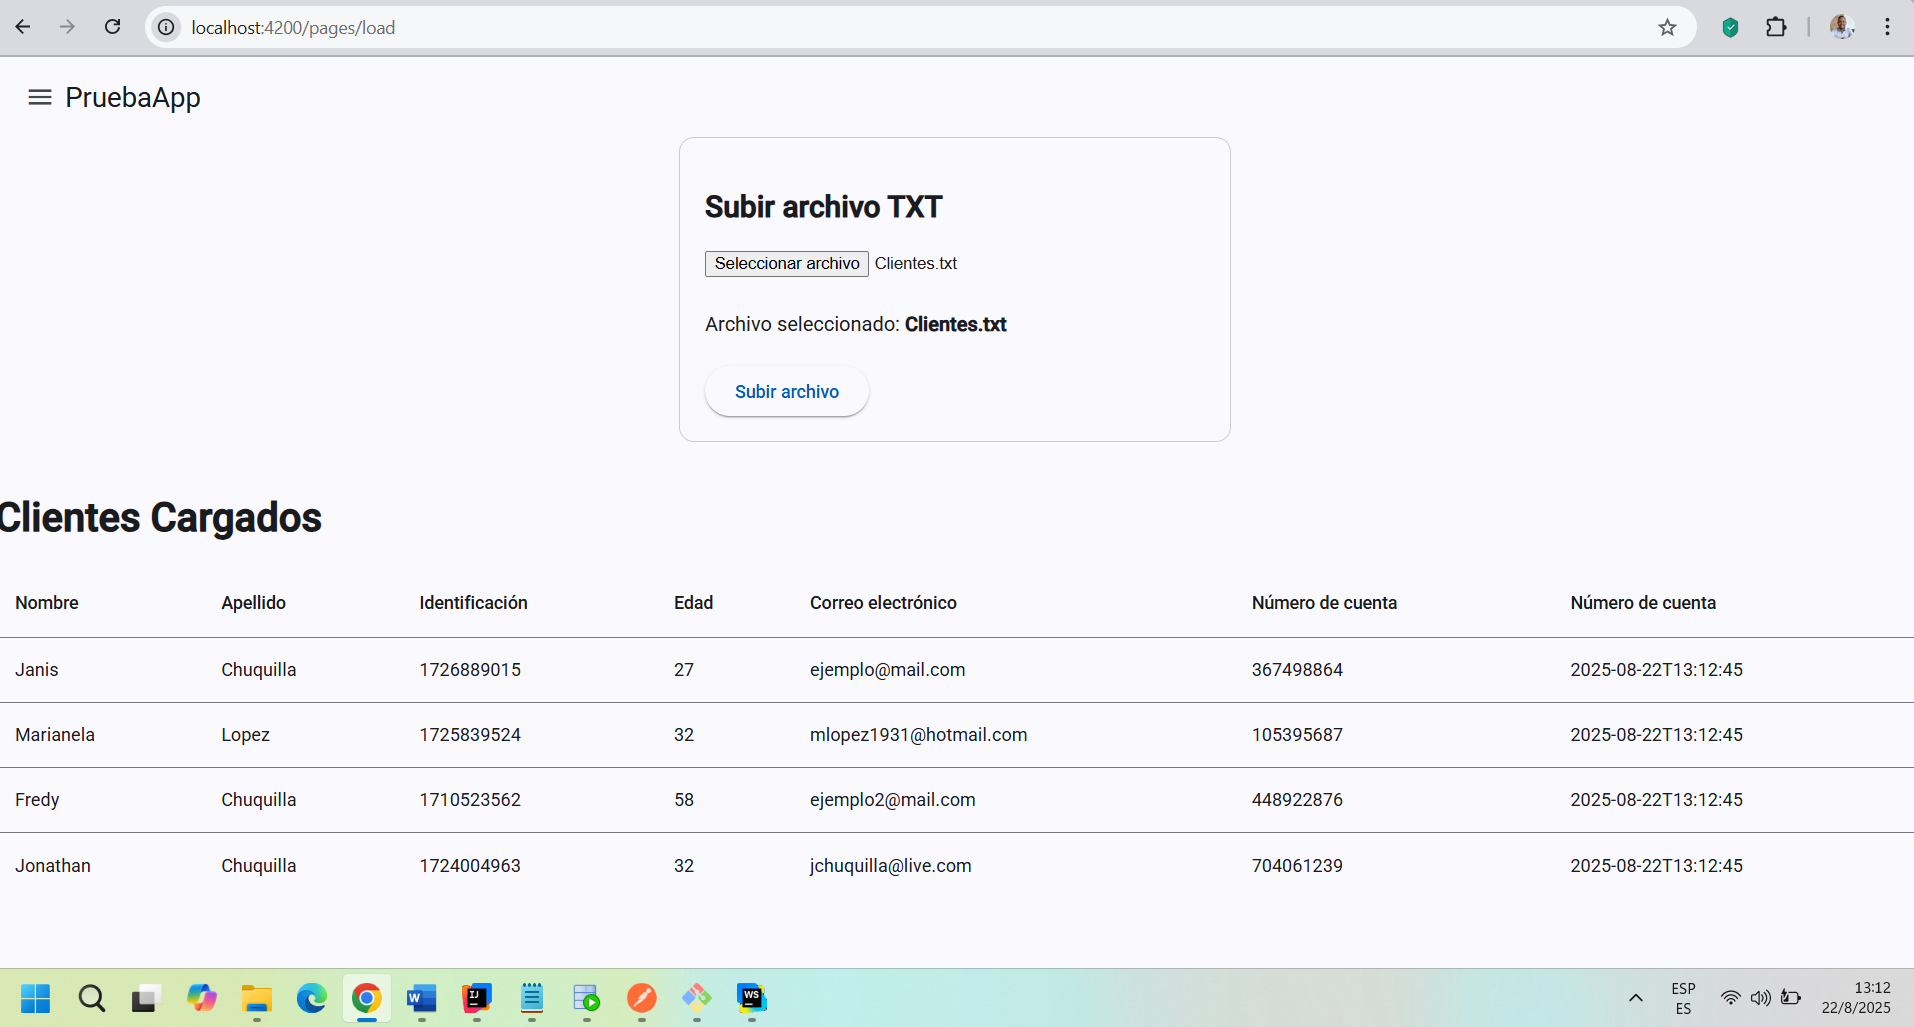 localhost:4200/pages/load
PruebaApp
Subir archivo TXT
Seleccionar archivo Clientes.txt
Archivo seleccionado: Clientes.txt
Subir archivo
Clientes Cargados
Nombre Apellido Identificación Edad Correo electrónico Número de cuenta Número de cuenta
Janis Chuquilla 1726889015 27 ejemplo@mail.com 367498864 2025-08-22T13:12:45
Marianela Lopez 1725839524 32 mlopez1931@hotmail.com 105395687 2025-08-22T13:12:45
Fredy Chuquilla 1710523562 58 ejemplo2@mail.com 448922876 2025-08-22T13:12:45
Jonathan Chuquilla 1724004963 32 jchuquilla@live.com 704061239 2025-08-22T13:12:45
W IJ WS
ESP 13:12
ES 22/8/2025